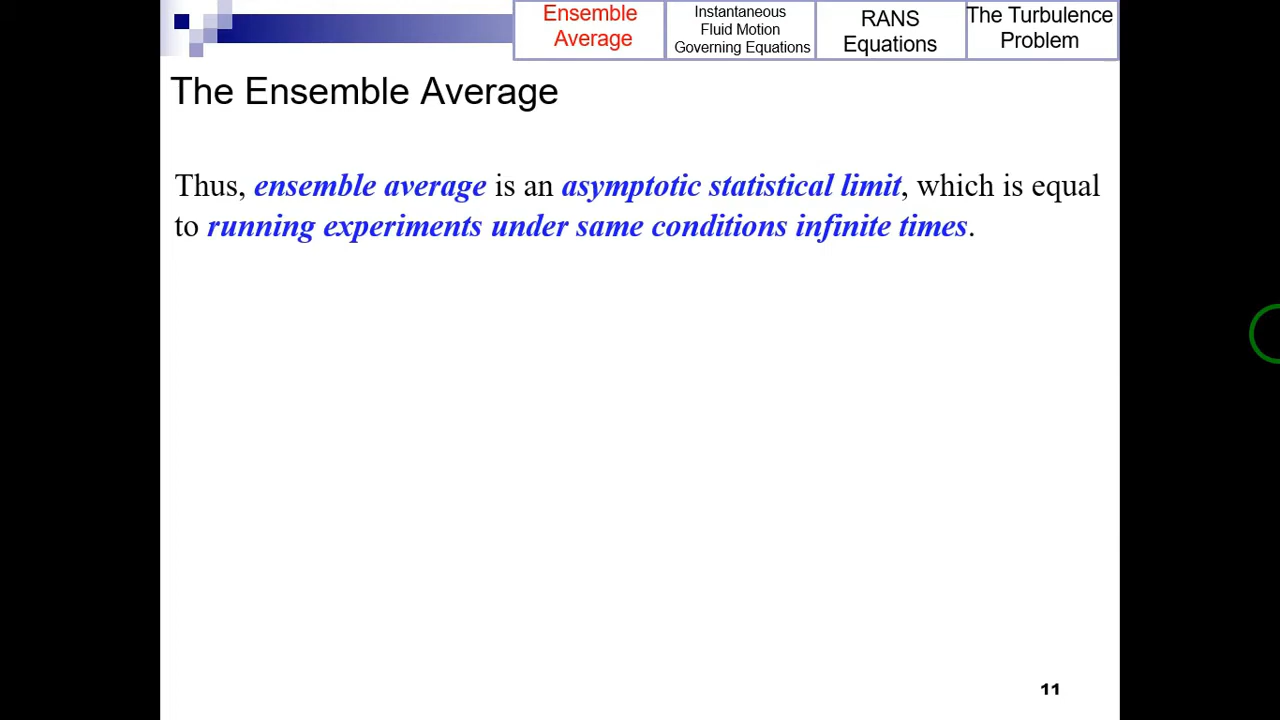 Ensemble
Average
Instantaneous
Fluid Motion
Governing Equations
RANS
Equations
The Turbulence
Problem
The Ensemble Average
Thus, ensemble average is an asymptotic statistical limit, which is equal
to running experiments under same conditions infinite times.
11